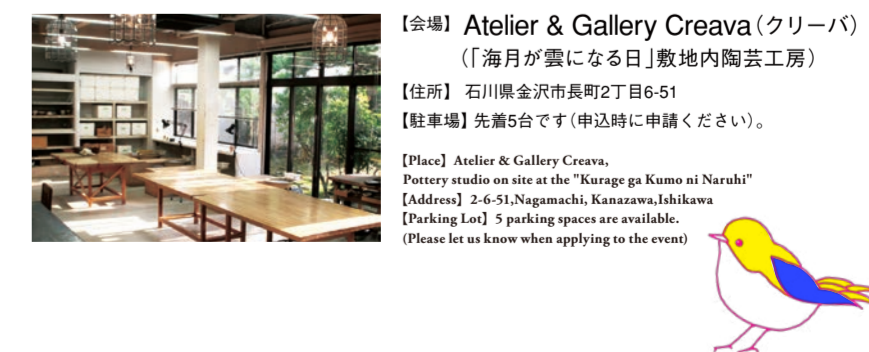 【会場】 Atelier & Gallery Creava（クリーバ）
（「海月が雲になる日」敷地内陶芸工房）
【住所】 石川県金沢市長町2丁目6-51
【駐車場】先着5台です（申込時に申請ください）。
【Place】Atelier & Gallery Creava,
Pottery studio on site at the "Kurage ga Kumo ni Naruhi"
【Address】2-6-51,Nagamachi, Kanazawa,Ishikawa
【Parking Lot】5 parking spaces are available.
(Please let us know when applying to the event)